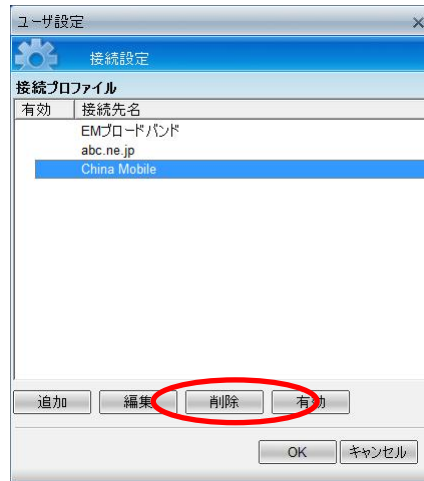 ユーザ設定
接続設定
接続プロファイル
有効 接続先名
EMブロードバンド
abc.ne.jp
China Mobile
追加 編集 削除 有効
OK キャンセル